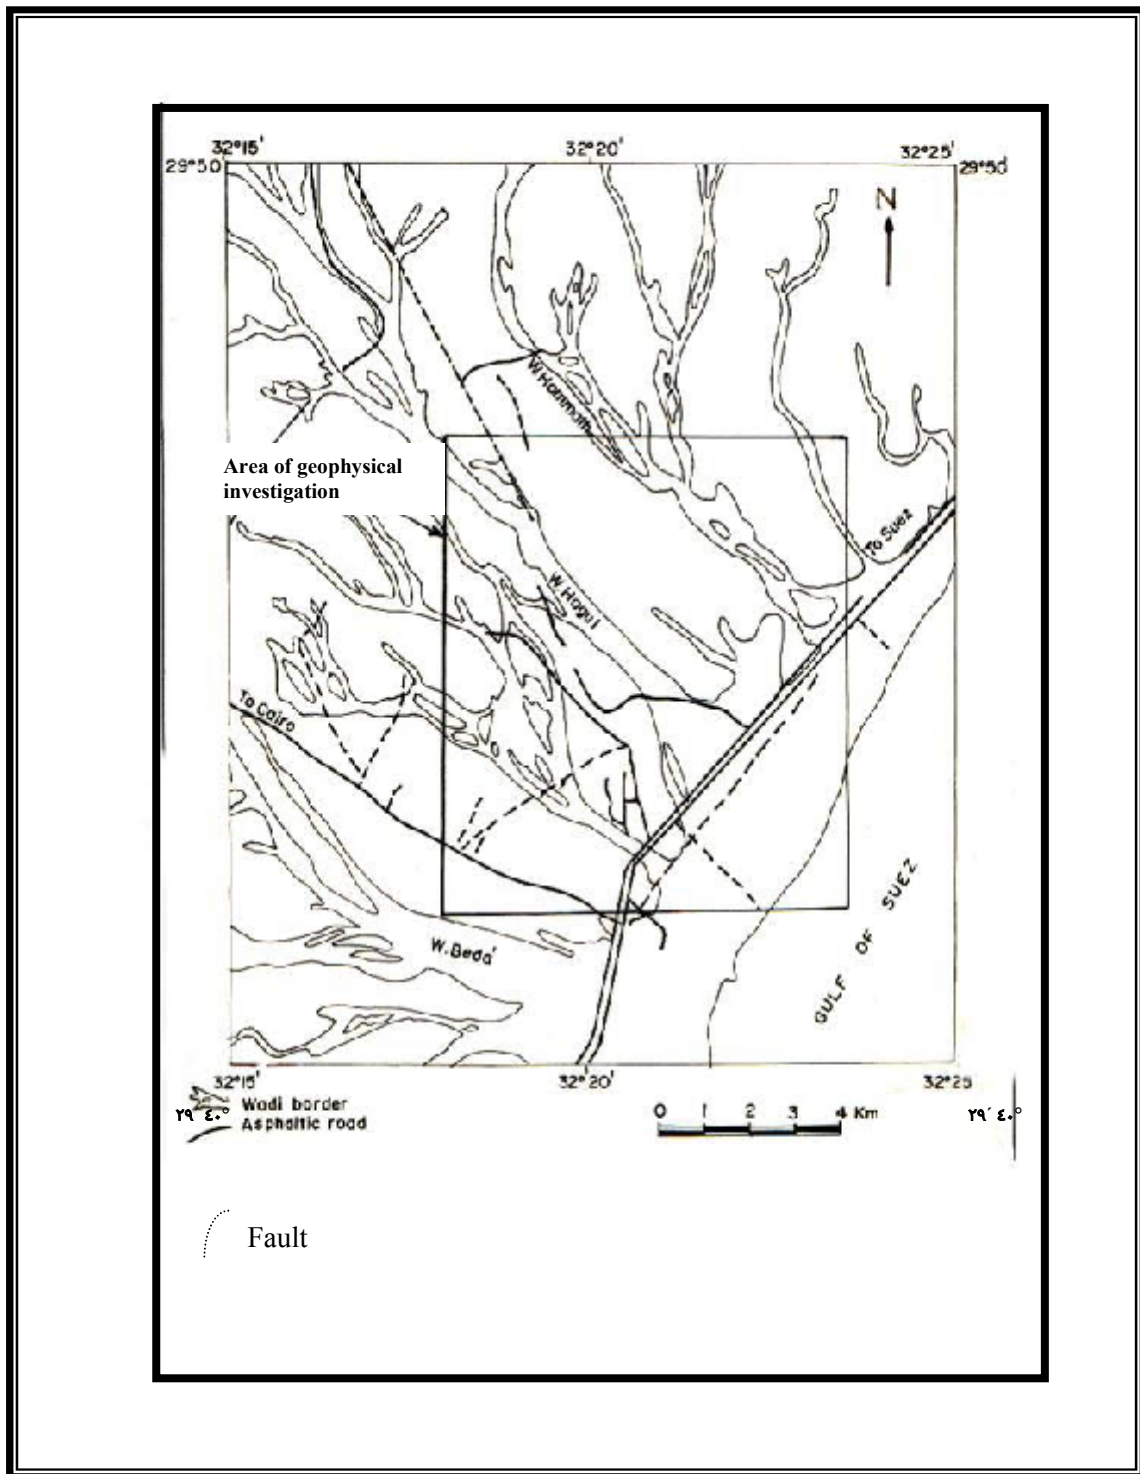 32°15'
32°20'
32°25'
29°50
29°50'
N
W. Hammath
Area of geophysical
investigation
To Suez
W. Hagul
To Cairo
GULF OF SUEZ
W. Beda'
32°15'
32°20'
32°25
٢٩ ٤٠°
Wadi border
Asphaltic road
0 1 2 3 4 Km
٢٩´ ٤٠°
Fault